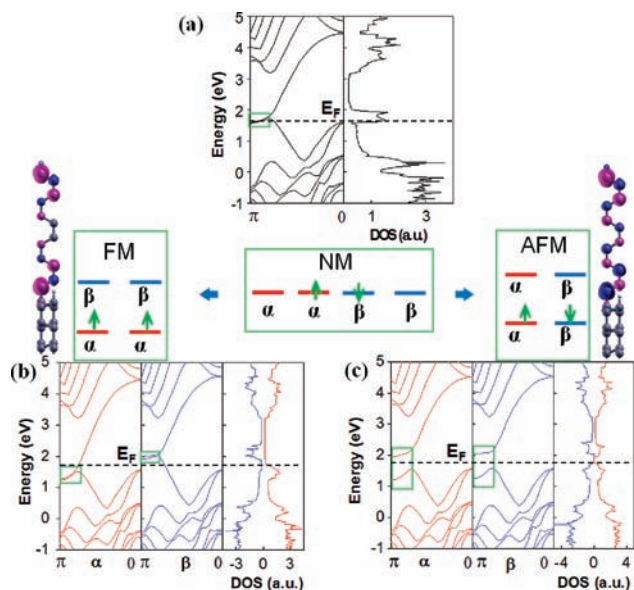 (a)
Energy (eV)
5
4
3
2
1
0
-1
E_F
π
0
1
3
DOS (a.u.)
FM
β
β
α
α
NM
α
α
β
β
AFM
α
β
α
β
(b)
Energy (eV)
5
4
3
2
1
0
-1
E_F
π
α
0
π
β
0
-3
0
3
DOS (a.u.)
(c)
Energy (eV)
5
4
3
2
1
0
-1
E_F
π
α
0
π
β
0
-4
0
4
DOS (a.u.)